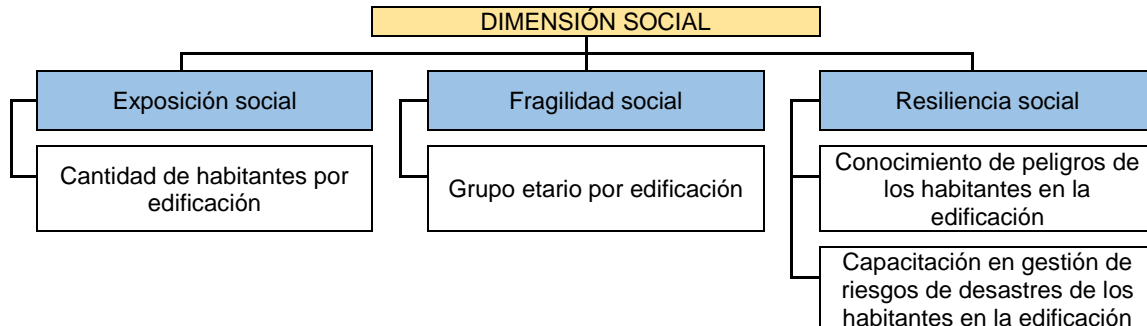 DIMENSIÓN SOCIAL
Exposición social
Cantidad de habitantes por
edificación
Fragilidad social
Grupo etario por edificación
Resiliencia social
Conocimiento de peligros de
los habitantes en la
edificación
Capacitación en gestión de
riesgos de desastres de los
habitantes en la edificación